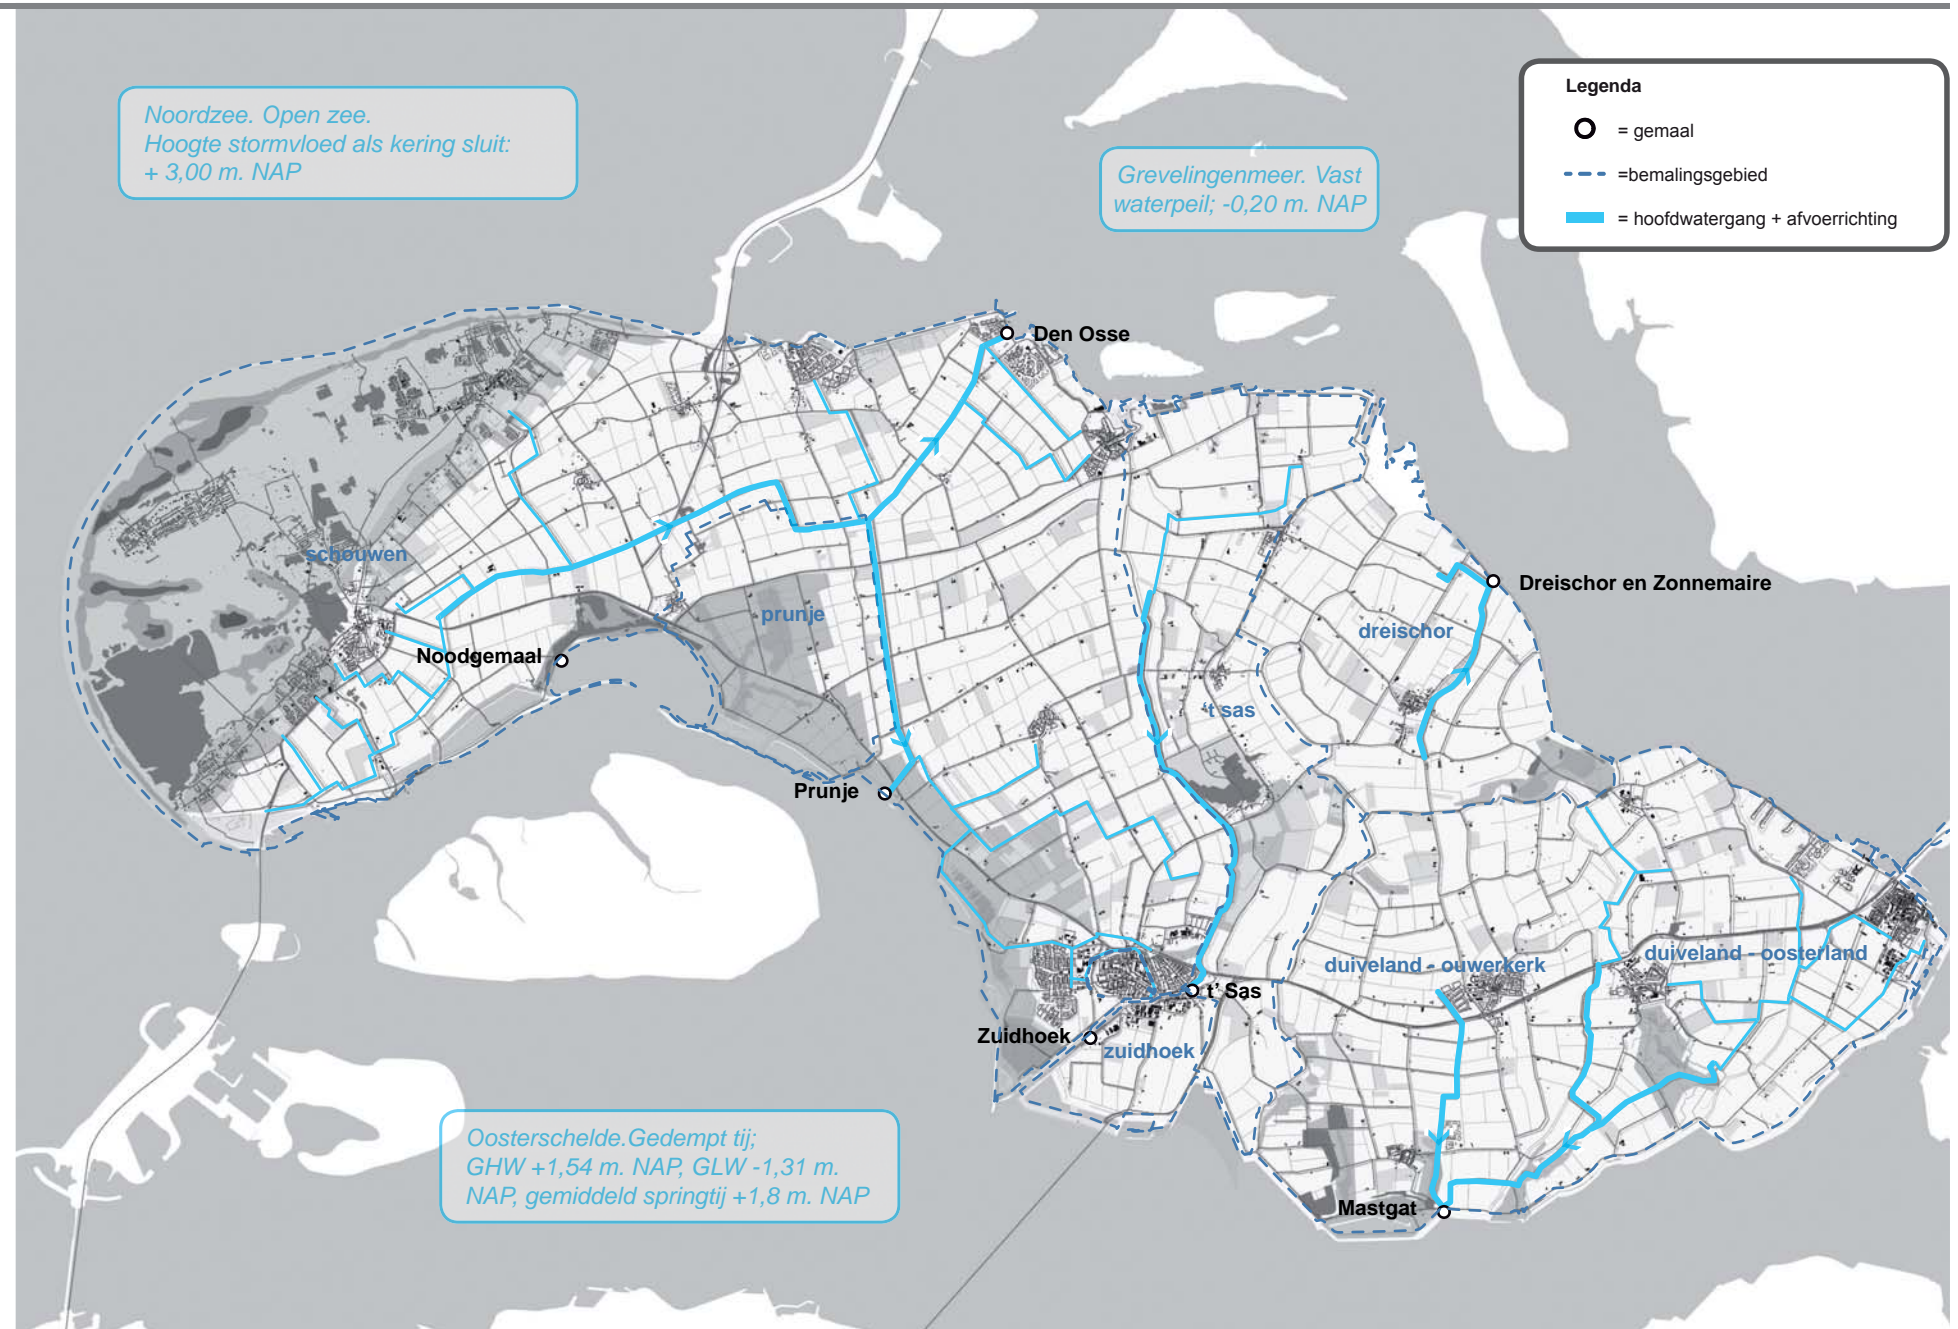 Noordzee. Open zee.
Hoogte stormvloed als kering sluit:
+ 3,00 m. NAP
Grevelingenmeer. Vast
waterpeil; -0,20 m. NAP
Legenda
= gemaal
=bemalingsgebied
= hoofdwatergang + afvoerrichting
Den Osse
schouwen
prunje
Dreischor en Zonnemaire
dreischor
Noodgemaal
't sas
Prunje
duiveland - ouwerkerk
duiveland - oosterland
t' Sas
Zuidhoek
zuidhoek
Oosterschelde.Gedempt tij;
GHW +1,54 m. NAP, GLW -1,31 m.
NAP, gemiddeld springtij +1,8 m. NAP
Mastgat